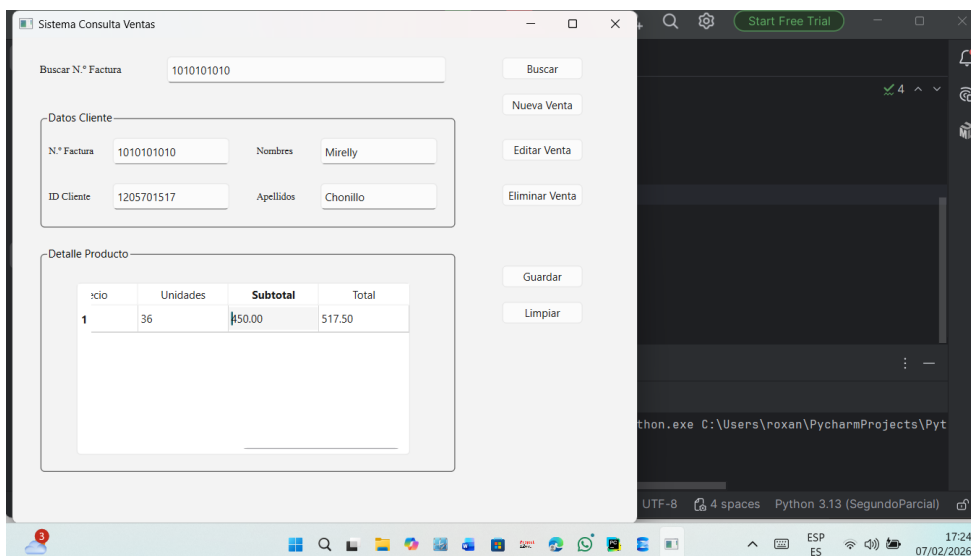 Sistema Consulta Ventas
Start Free Trial
Buscar N.° Factura 1010101010 Buscar
Nueva Venta
4
Datos Cliente
N.° Factura 1010101010 Nombres Mirelly Editar Venta
ID Cliente 1205701517 Apellidos Chonillo Eliminar Venta
Detalle Producto
Guardar
ecio Unidades Subtotal Total
Limpiar
1 36 450.00 517.50
thon.exe C:\Users\roxan\PycharmProjects\Pyt
UTF-8 4 spaces Python 3.13 (SegundoParcial)
3
ESP
ES
17:24
07/02/2025